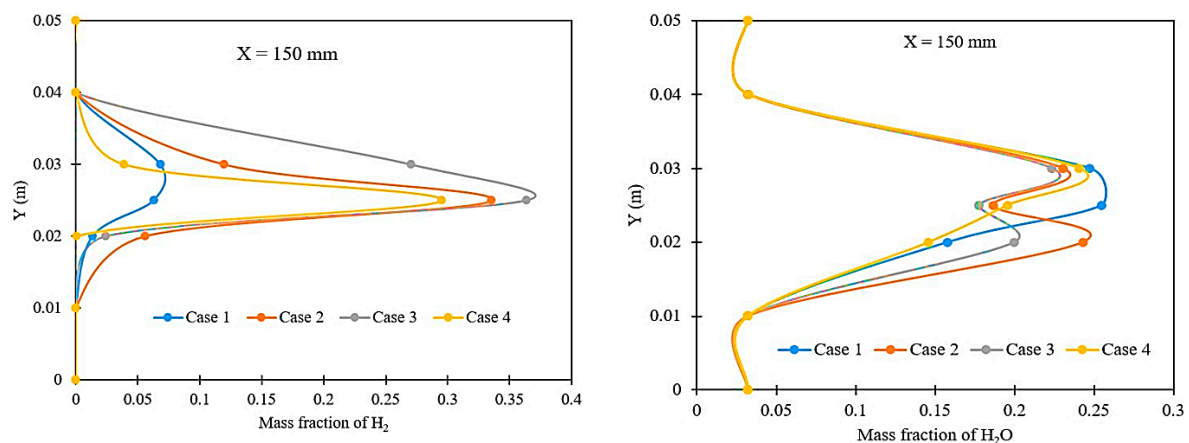 X = 150 mm
0.05
0.04
0.03
0.02
0.01
0
Y (m)
Case 1 Case 2 Case 3 Case 4
0 0.05 0.1 0.15 0.2 0.25 0.3 0.35 0.4
Mass fraction of H₂
X = 150 mm
0.05
0.04
0.03
0.02
0.01
0
Y (m)
Case 1 Case 2 Case 3 Case 4
0 0.05 0.1 0.15 0.2 0.25 0.3
Mass fraction of H₂O